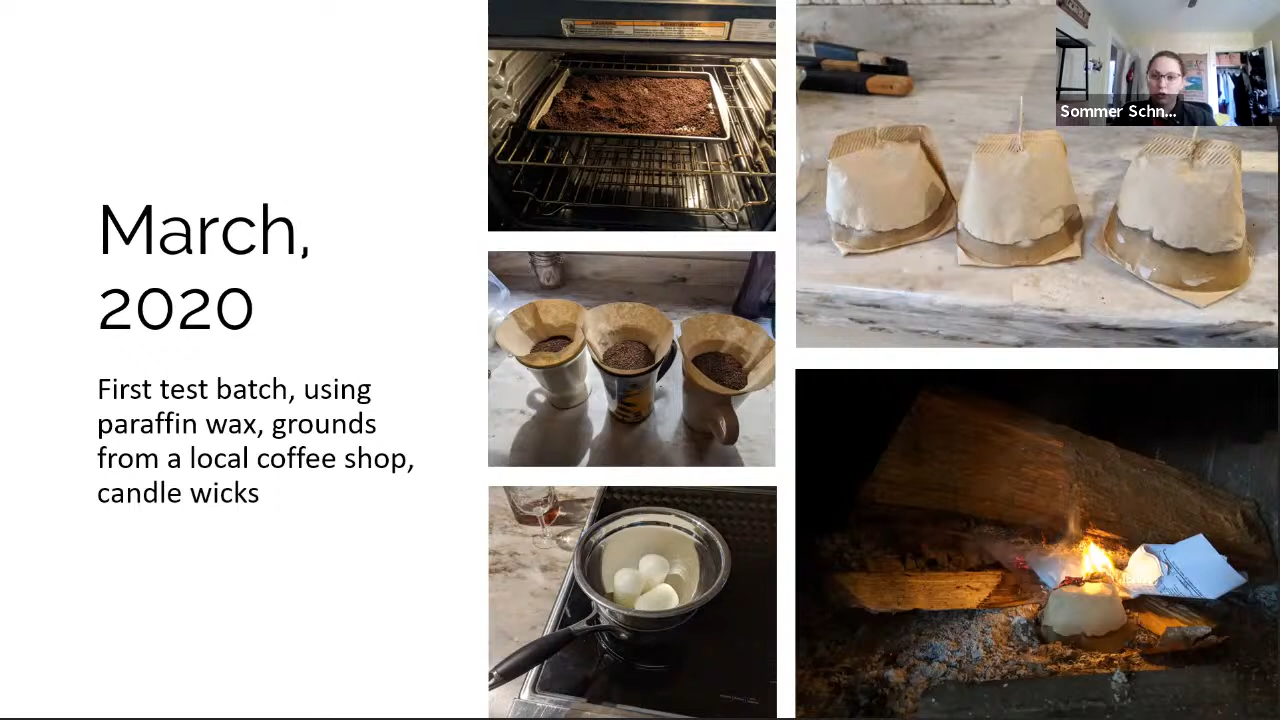 March,
2020
First test batch, using
paraffin wax, grounds
from a local coffee shop,
candle wicks
Sommer Schn...